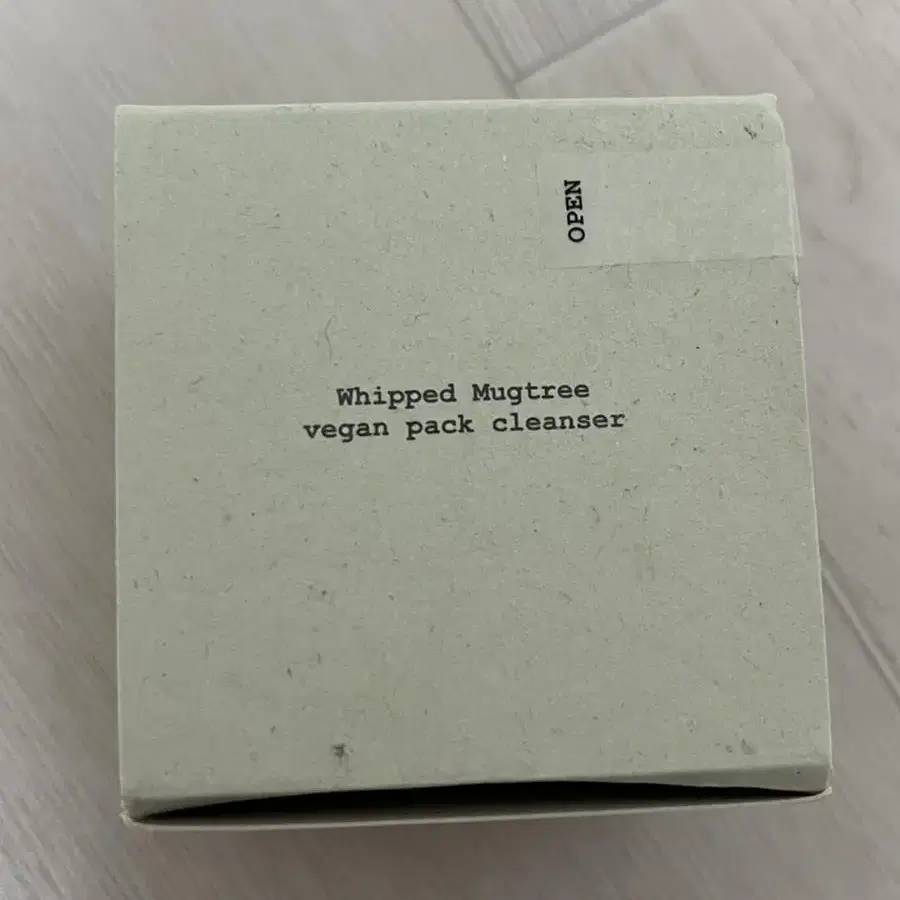 OPEN
Whipped Mugtree
vegan pack cleanser